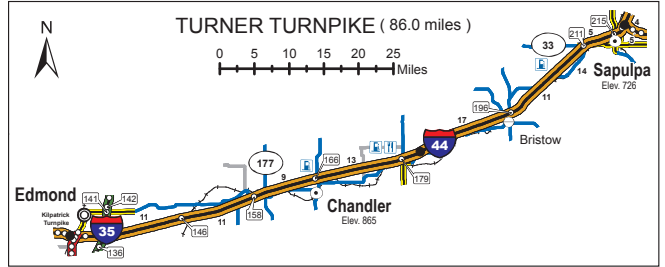 TURNER TURNPIKE ( 86.0 miles )
N
0 5 10 15 20 25
Miles
215
4
5
211
5
33
Sapulpa
Elev. 726
14
11
196
17
Bristow
44
179
13
166
177
9
Chandler
Elev. 865
158
11
146
Edmond
141
142
11
Kilpatrick
Turnpike
35
136